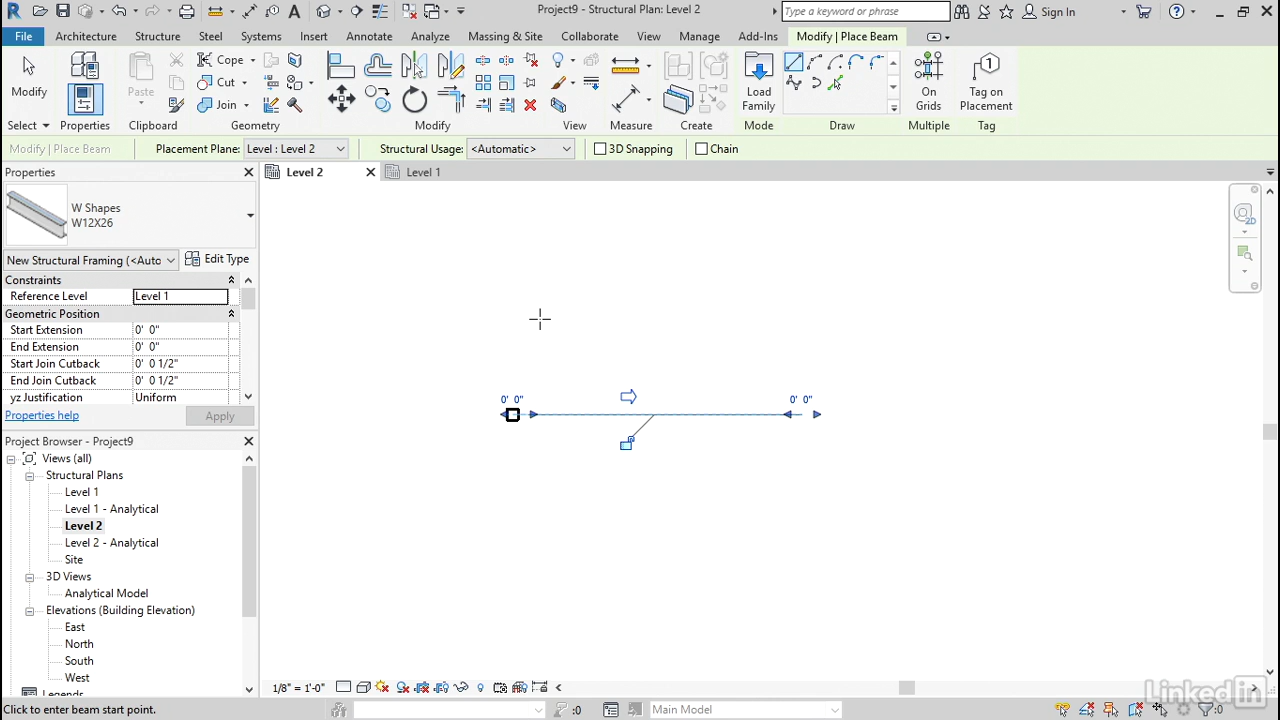 Project9 - Structural Plan: Level 2
Type a keyword or phrase
Sign In
File
Architecture
Structure
Steel
Systems
Insert
Annotate
Analyze
Massing & Site
Collaborate
View
Manage
Add-Ins
Modify | Place Beam
Modify
Paste
Cope
Cut
Join
Load
Family
On
Grids
Tag on
Placement
Select
Properties
Clipboard
Geometry
Modify
View
Measure
Create
Mode
Draw
Multiple
Tag
Modify | Place Beam
Placement Plane: Level : Level 2
Structural Usage: <Automatic>
3D Snapping
Chain
Properties
Level 2
Level 1
W Shapes
W12X26
New Structural Framing (<Auto
Edit Type
Constraints
Reference Level Level 1
Geometric Position
Start Extension 0' 0"
End Extension 0' 0"
Start Join Cutback 0' 0 1/2"
End Join Cutback 0' 0 1/2"
yz Justification Uniform
Properties help
Apply
Project Browser - Project9
Views (all)
Structural Plans
Level 1
Level 1 - Analytical
Level 2
Level 2 - Analytical
Site
3D Views
Analytical Model
Elevations (Building Elevation)
East
North
South
West
Legends
0' 0"
0' 0"
2D
1/8" = 1'-0"
Click to enter beam start point.
:0
Main Model
:0
LinkedIn